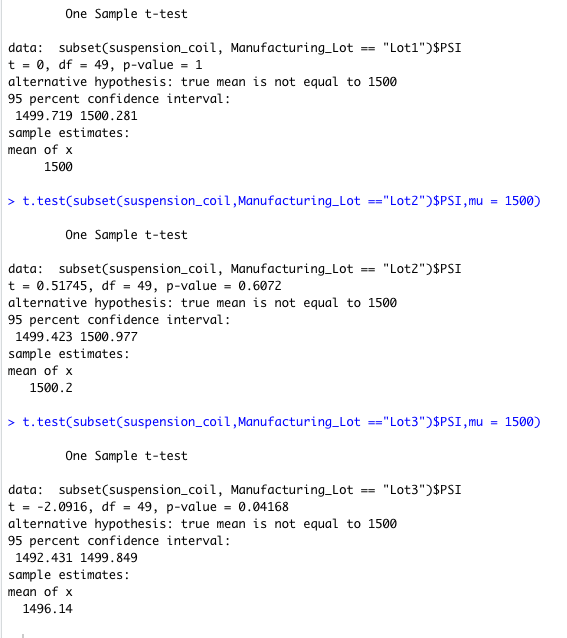 One Sample t-test
data:  subset(suspension_coil, Manufacturing_Lot == "Lot1")$PSI
t = 0, df = 49, p-value = 1
alternative hypothesis: true mean is not equal to 1500
95 percent confidence interval:
 1499.719 1500.281
sample estimates:
mean of x
     1500
> t.test(subset(suspension_coil,Manufacturing_Lot =="Lot2")$PSI,mu = 1500)
One Sample t-test
data:  subset(suspension_coil, Manufacturing_Lot == "Lot2")$PSI
t = 0.51745, df = 49, p-value = 0.6072
alternative hypothesis: true mean is not equal to 1500
95 percent confidence interval:
 1499.423 1500.977
sample estimates:
mean of x
   1500.2
> t.test(subset(suspension_coil,Manufacturing_Lot =="Lot3")$PSI,mu = 1500)
One Sample t-test
data:  subset(suspension_coil, Manufacturing_Lot == "Lot3")$PSI
t = -2.0916, df = 49, p-value = 0.04168
alternative hypothesis: true mean is not equal to 1500
95 percent confidence interval:
 1492.431 1499.849
sample estimates:
mean of x
  1496.14